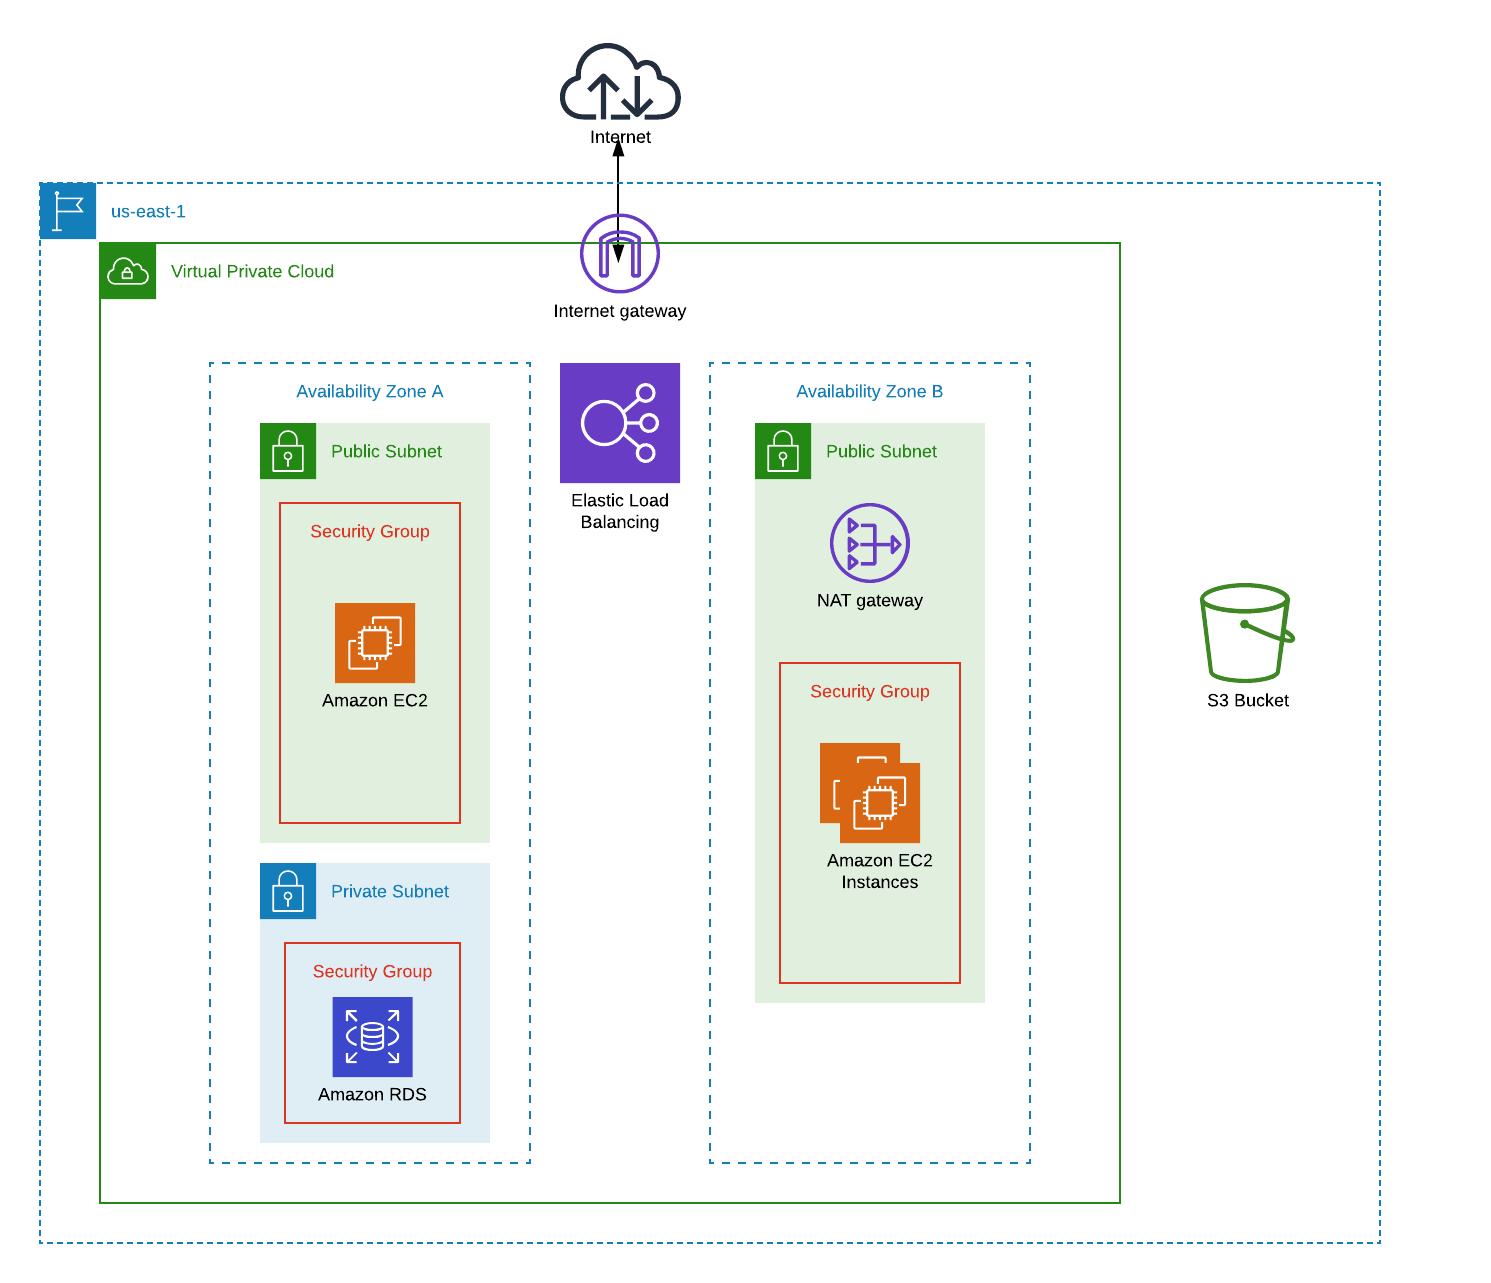 Internet
us-east-1
Virtual Private Cloud
Internet gateway
Availability Zone A
Public Subnet
Security Group
Amazon EC2
Private Subnet
Security Group
Amazon RDS
Elastic Load
Balancing
Availability Zone B
Public Subnet
NAT gateway
Security Group
Amazon EC2
Instances
S3 Bucket